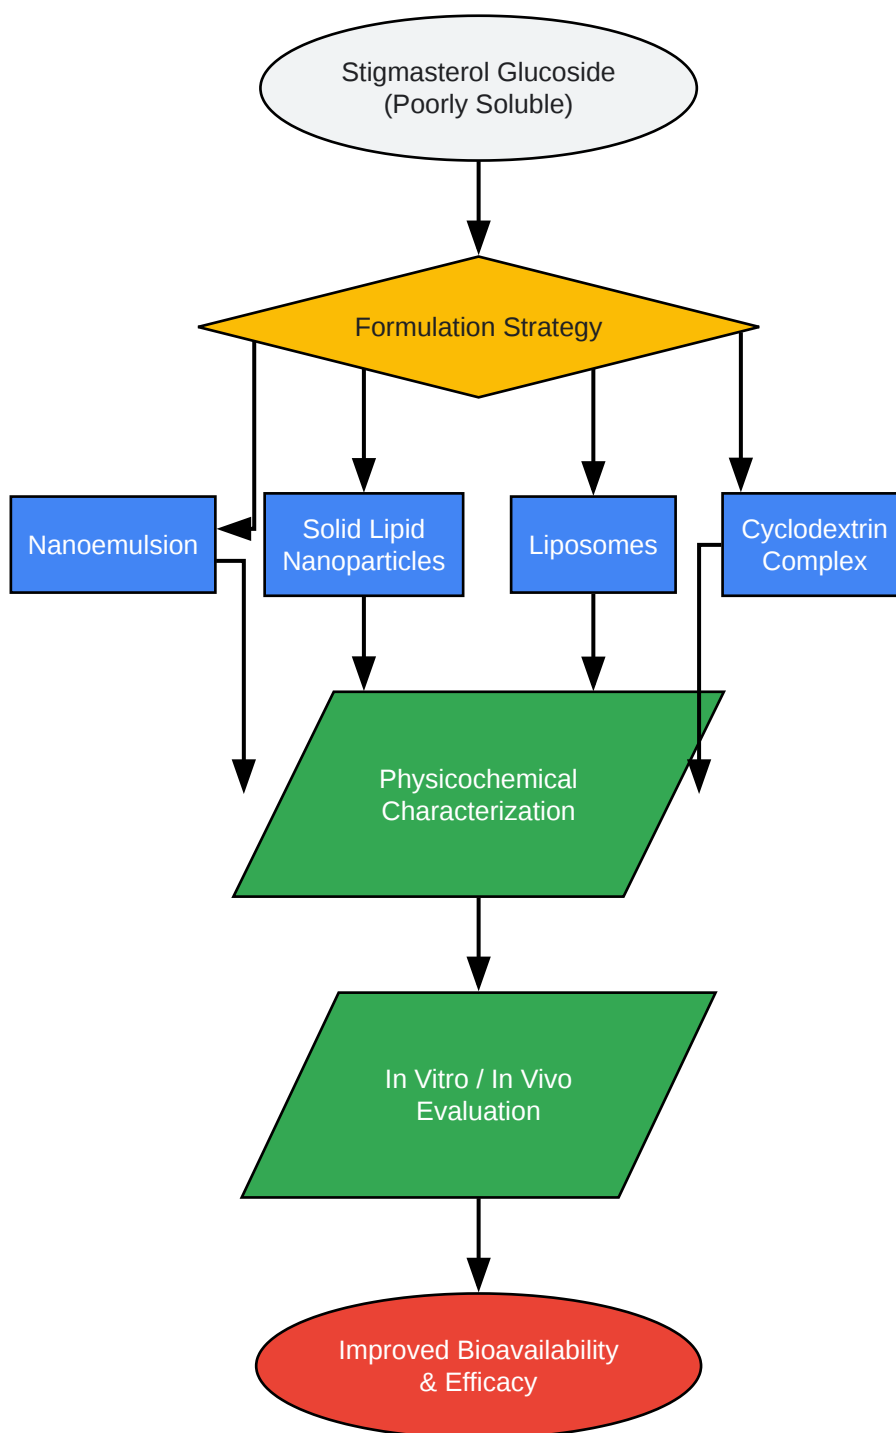 Stigmasterol Glucoside
(Poorly Soluble)
Formulation Strategy
Nanoemulsion
Solid Lipid
Nanoparticles
Liposomes
Cyclodextrin
Complex
Physicochemical
Characterization
In Vitro / In Vivo
Evaluation
Improved Bioavailability
& Efficacy